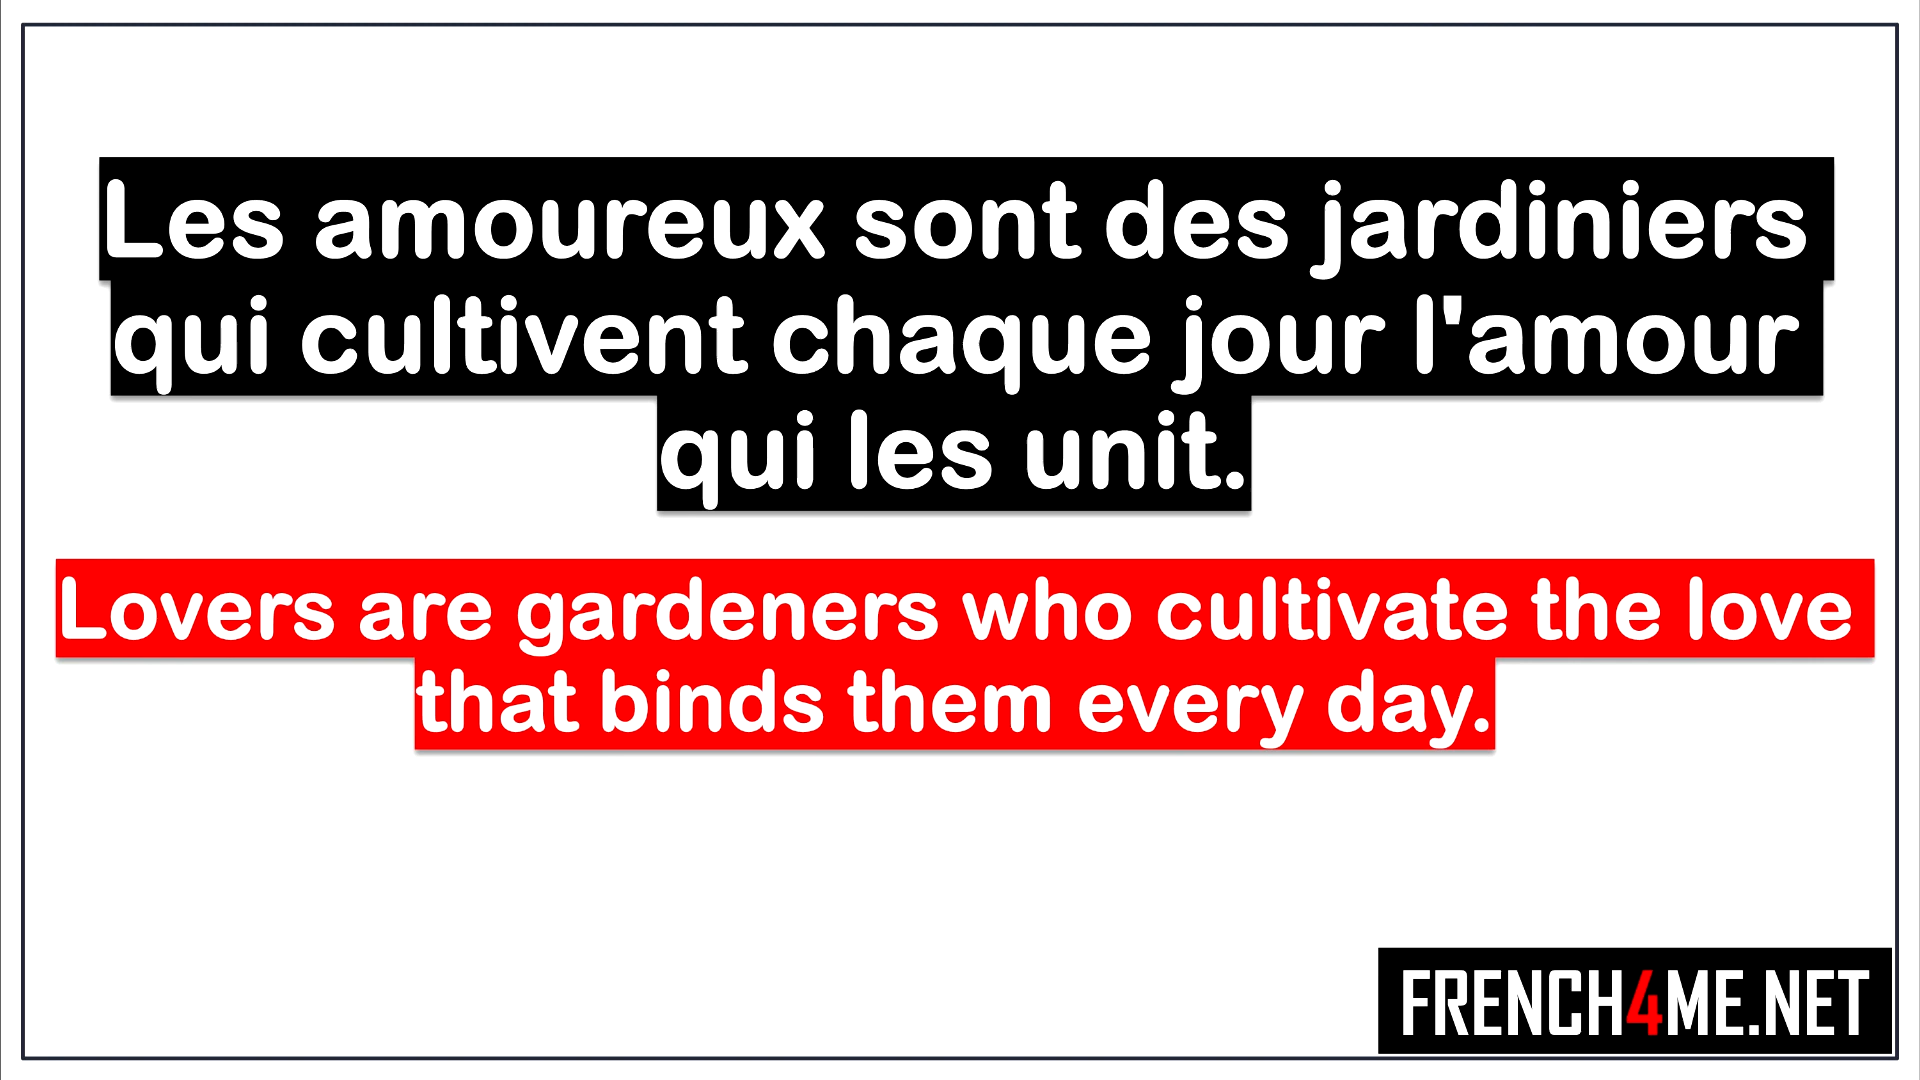 Les amoureux sont des jardiniers
qui cultivent chaque jour l'amour
qui les unit.
Lovers are gardeners who cultivate the love
that binds them every day.
FRENCH4ME.NET